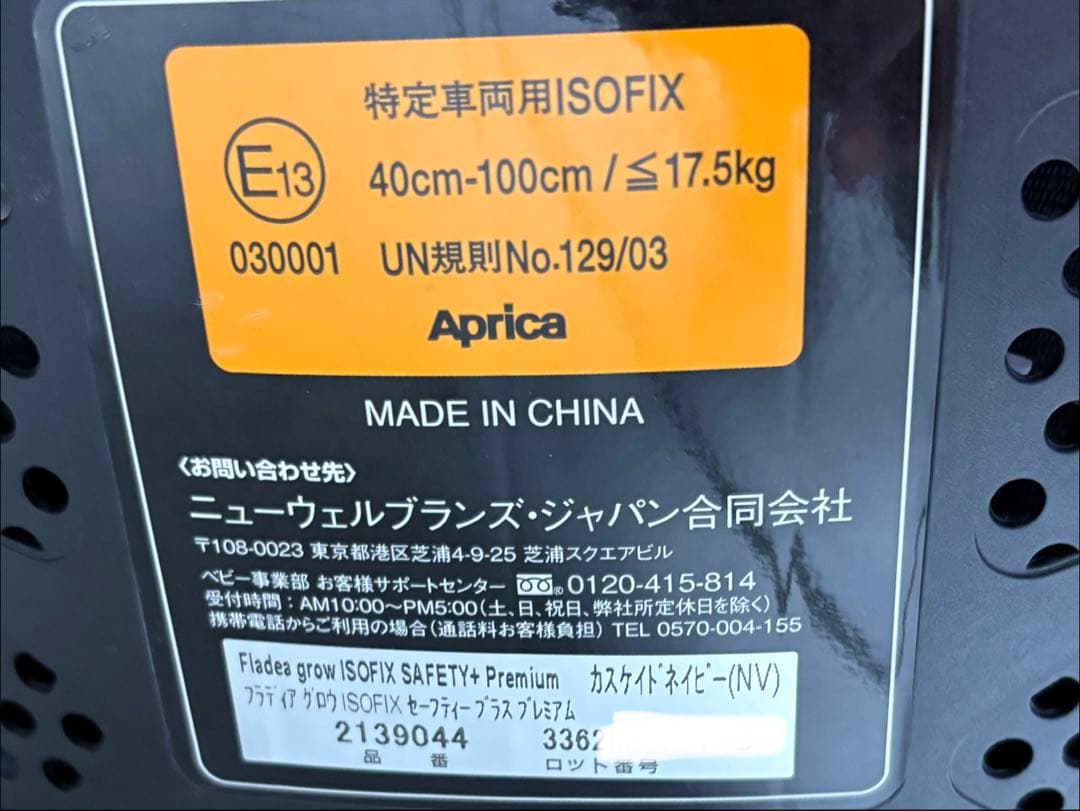 特定車両用ISOFIX
E13 40cm-100cm/≦17.5kg
030001 UN規則No.129/03
Aprica
MADE IN CHINA
〈お問い合わせ先〉
ニューウェルブランズ・ジャパン合同会社
〒108-0023 東京都港区芝浦4-9-25 芝浦スクエアビル
ベビー事業部 お客様サポートセンター ® 0120-415-814
受付時間：AM10:00〜PM5:00(土、日、祝日、弊社所定休日を除く)
携帯電話からご利用の場合(通話料お客様負担) TEL 0570-004-155
Fladea grow ISOFIX SAFETY+ Premium カスケイドネイビー(NV)
フラディア グロウ ISOFIX セーフティー プラス プレミアム
2139044 3362
品番 ロット番号